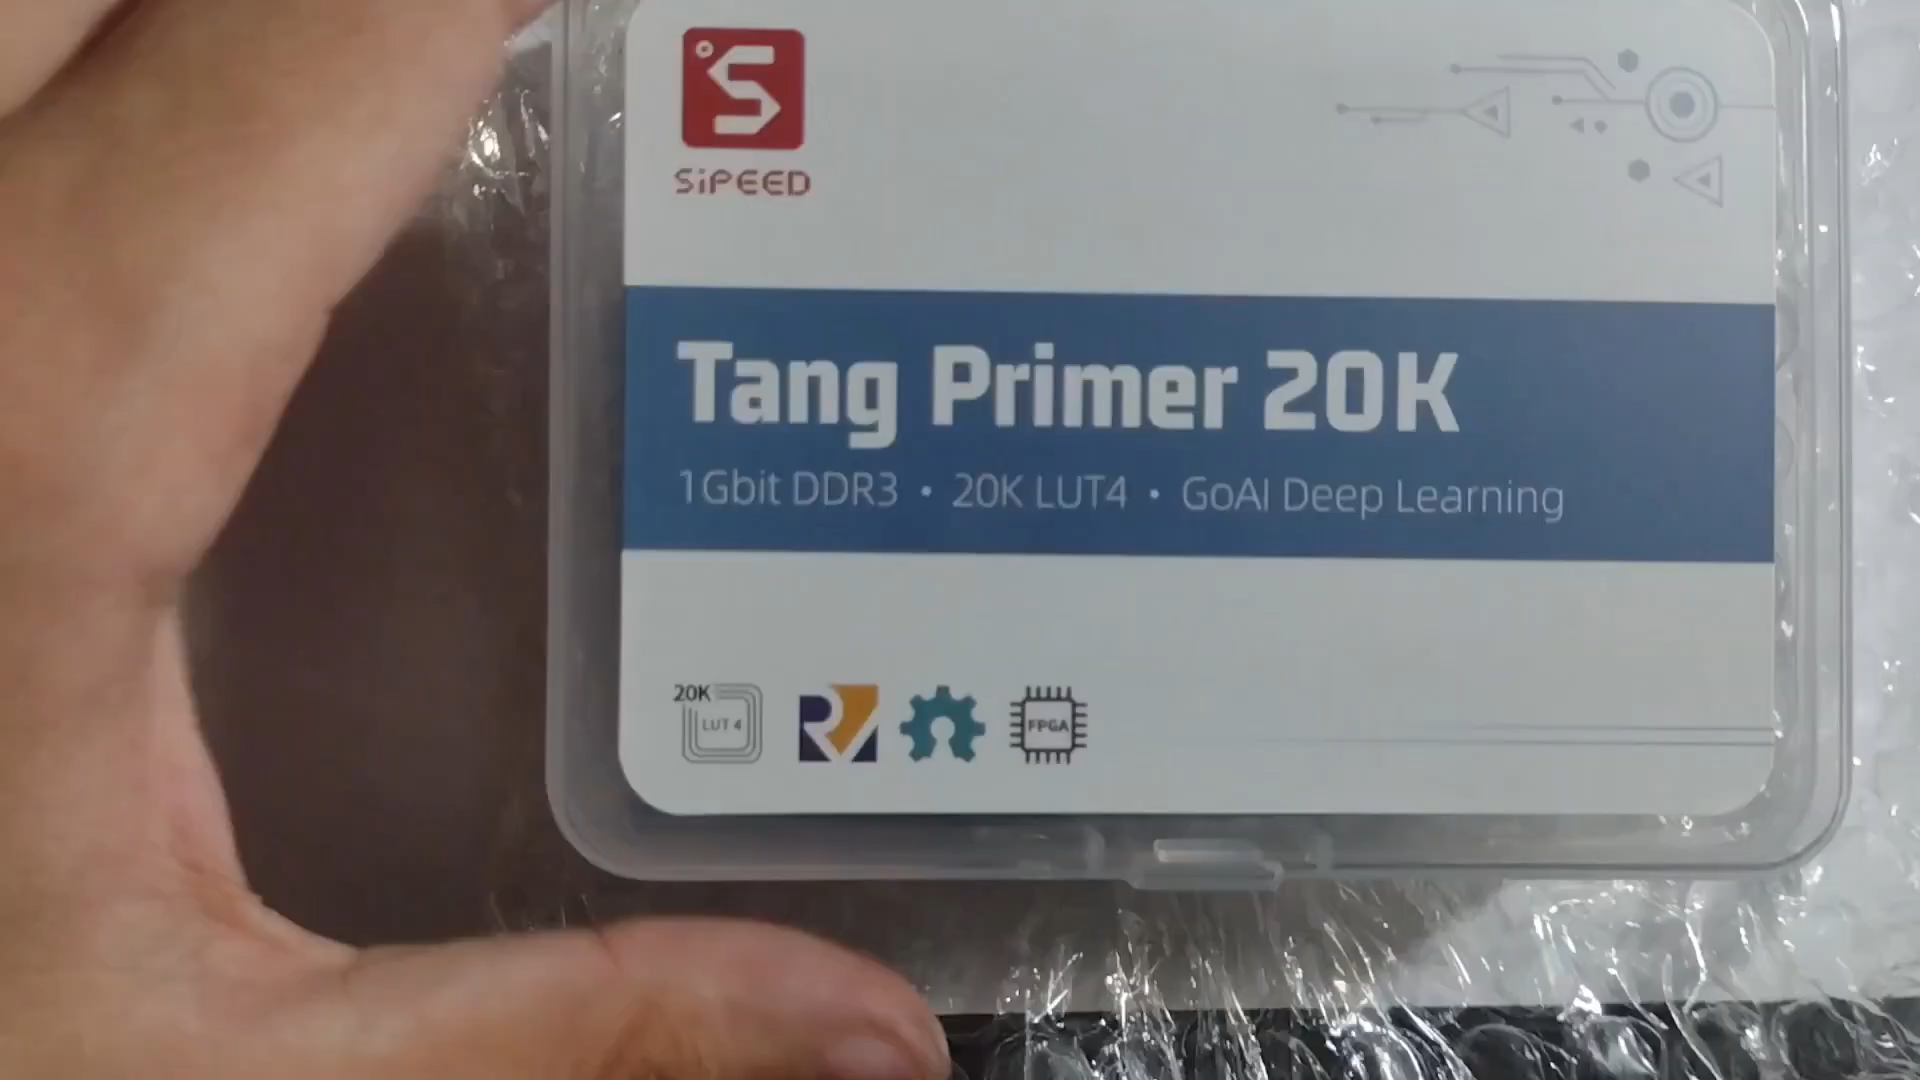 SiPEED
Tang Primer 20K
1Gbit DDR3 • 20K LUT4 • GoAI Deep Learning
20K
LUT 4
FPGA